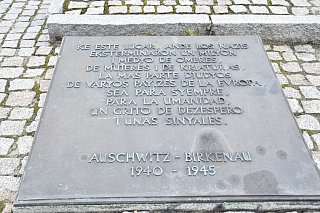 KE ESTE LUGAR, ANDE LOS NAZIS
EKSTERMINARON UN MILYON
I MEDYO DE OMBRES,
DE MUJERES I DE KRIATURAS,
LA MAS PARTE DJUDYOS
DE VARYOS PAYIZES DE LA EVROPA,
SEA PARA SYEMPRE,
PARA LA UMANIDAD,
UN GRITO DE DEZESPERO
I UNAS SINYALES.
AUSCHWITZ - BIRKENAU
1940 - 1945